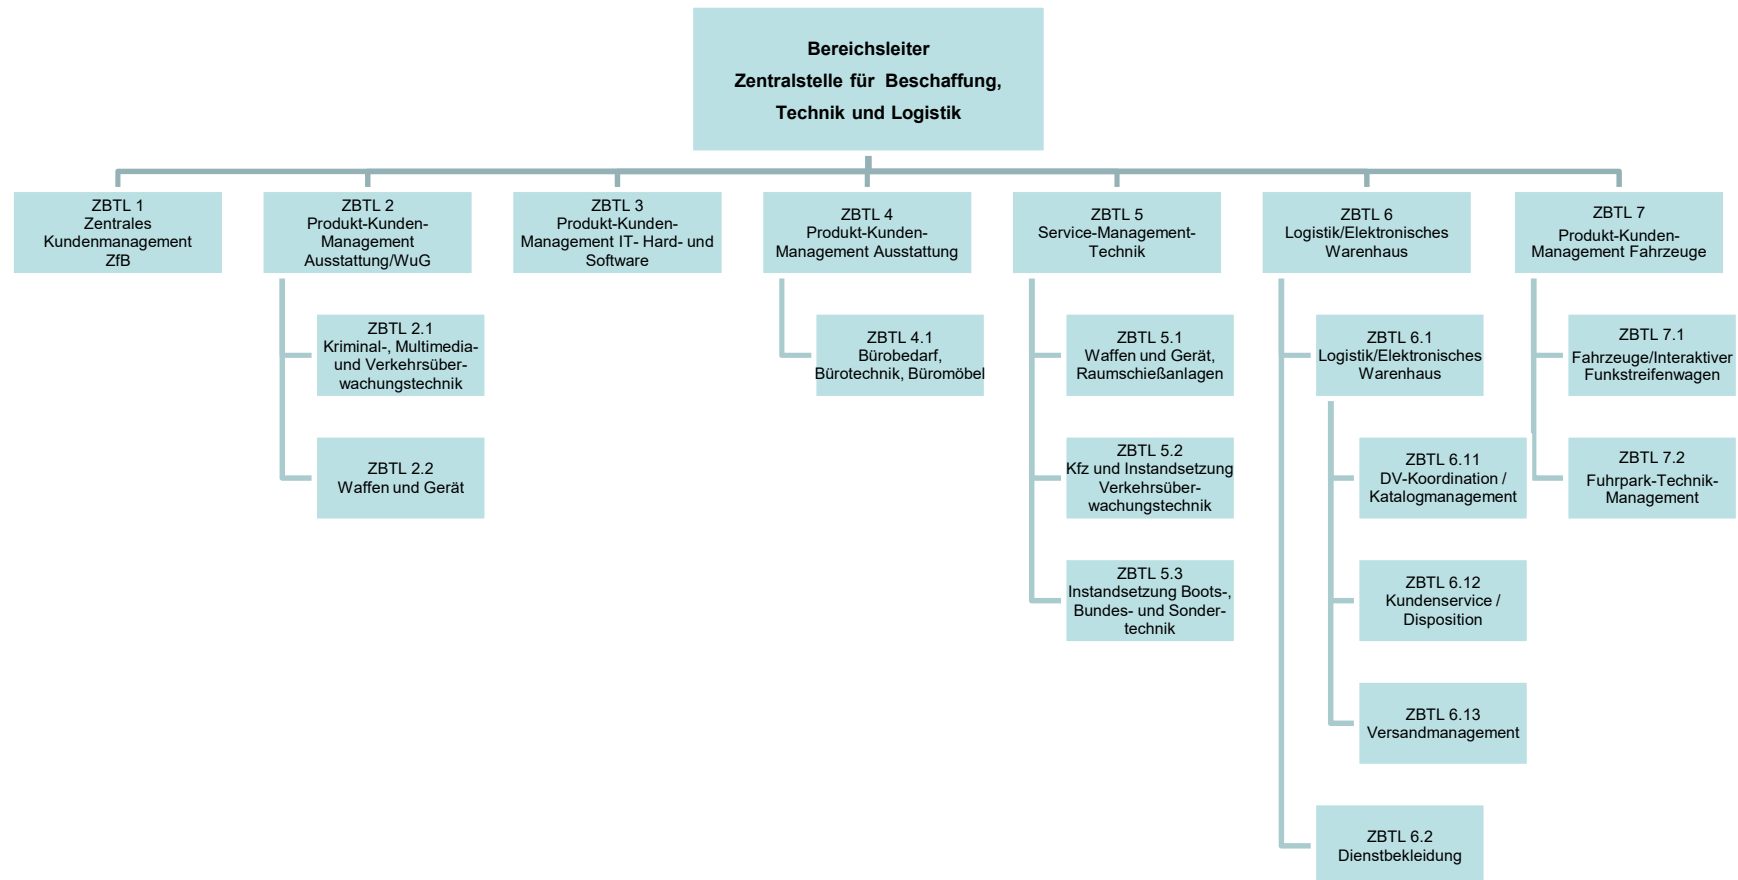 Bereichsleiter
Zentralstelle für Beschaffung,
Technik und Logistik
ZBTL 1
Zentrales
Kundenmanagement
ZfB
ZBTL 2
Produkt-Kunden-
Management
Ausstattung/WuG
ZBTL 3
Produkt-Kunden-
Management IT- Hard- und
Software
ZBTL 4
Produkt-Kunden-
Management Ausstattung
ZBTL 5
Service-Management-
Technik
ZBTL 6
Logistik/Elektronisches
Warenhaus
ZBTL 7
Produkt-Kunden-
Management Fahrzeuge
ZBTL 2.1
Kriminal-, Multimedia-
und Verkehrsüber-
wachungstechnik
ZBTL 2.2
Waffen und Gerät
ZBTL 4.1
Bürobedarf,
Bürotechnik, Büromöbel
ZBTL 5.1
Waffen und Gerät,
Raumschießanlagen
ZBTL 5.2
Kfz und Instandsetzung
Verkehrsüber-
wachungstechnik
ZBTL 5.3
Instandsetzung Boots-,
Bundes- und Sonder-
technik
ZBTL 6.1
Logistik/Elektronisches
Warenhaus
ZBTL 6.11
DV-Koordination /
Katalogmanagement
ZBTL 6.12
Kundenservice /
Disposition
ZBTL 6.13
Versandmanagement
ZBTL 6.2
Dienstbekleidung
ZBTL 7.1
Fahrzeuge/Interaktiver
Funkstreifenwagen
ZBTL 7.2
Fuhrpark-Technik-
Management